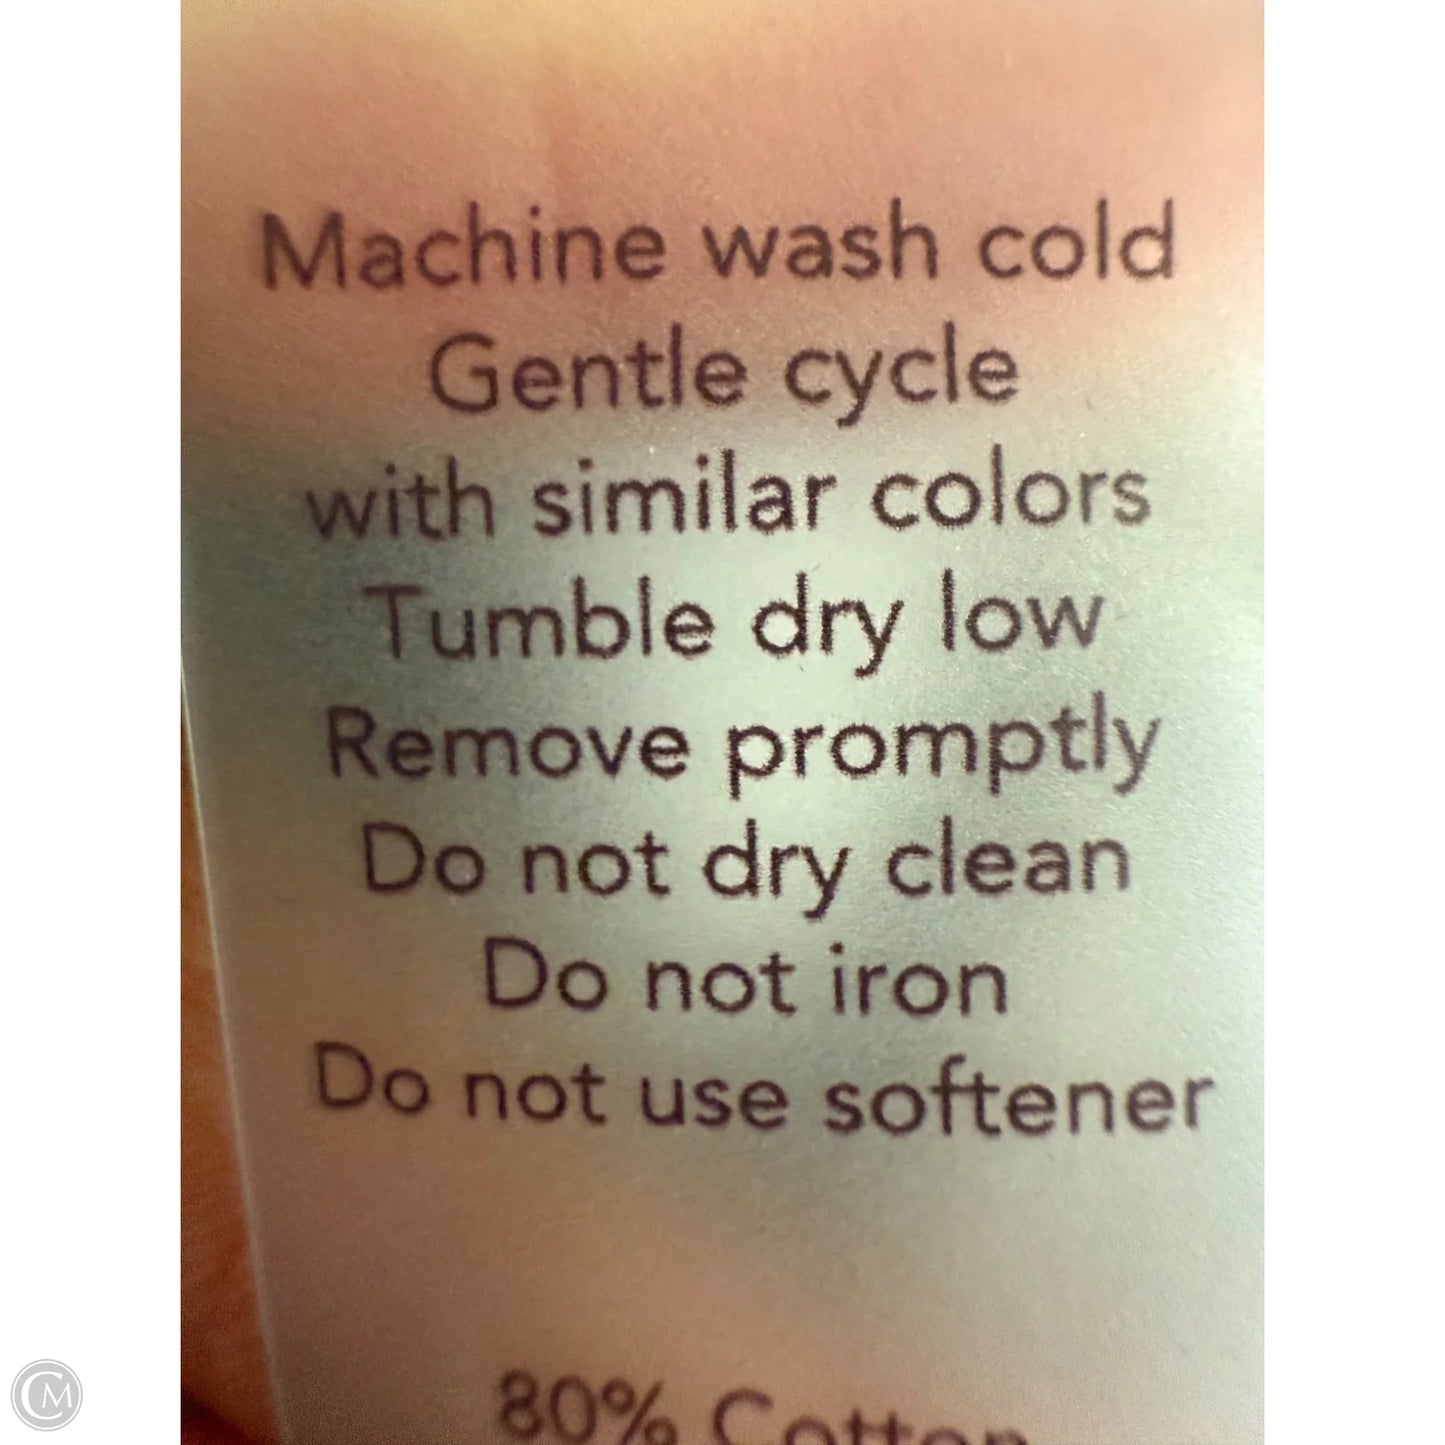 Machine wash cold
Gentle cycle
with similar colors
Tumble dry low
Remove promptly
Do not dry clean
Do not iron
Do not use softener
80% Cotton
CM